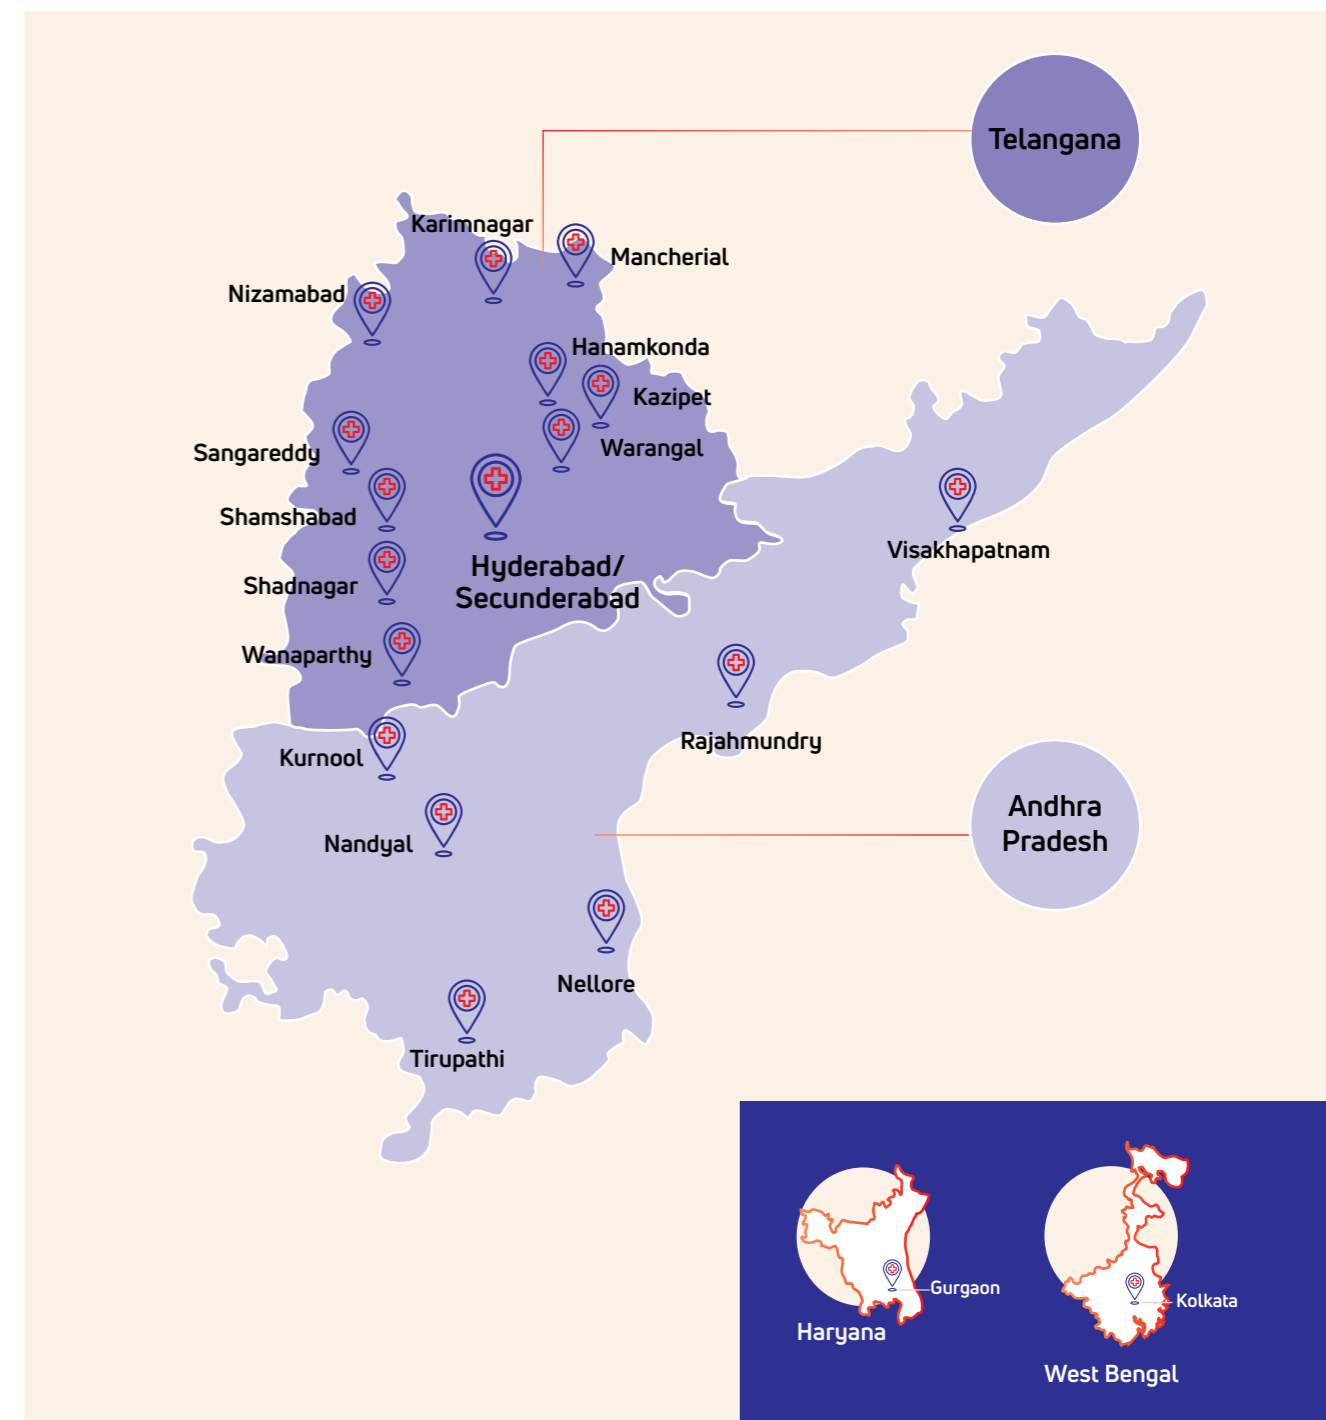 Telangana
Karimnagar
Mancherial
Nizamabad
Hanamkonda
Kazipet
Sangareddy
Warangal
Shamshabad
Visakhapatnam
Hyderabad/
Secunderabad
Shadnagar
Wanaparthy
Rajahmundry
Kurnool
Andhra
Pradesh
Nandyal
Nellore
Tirupathi
Gurgaon
Kolkata
Haryana
West Bengal